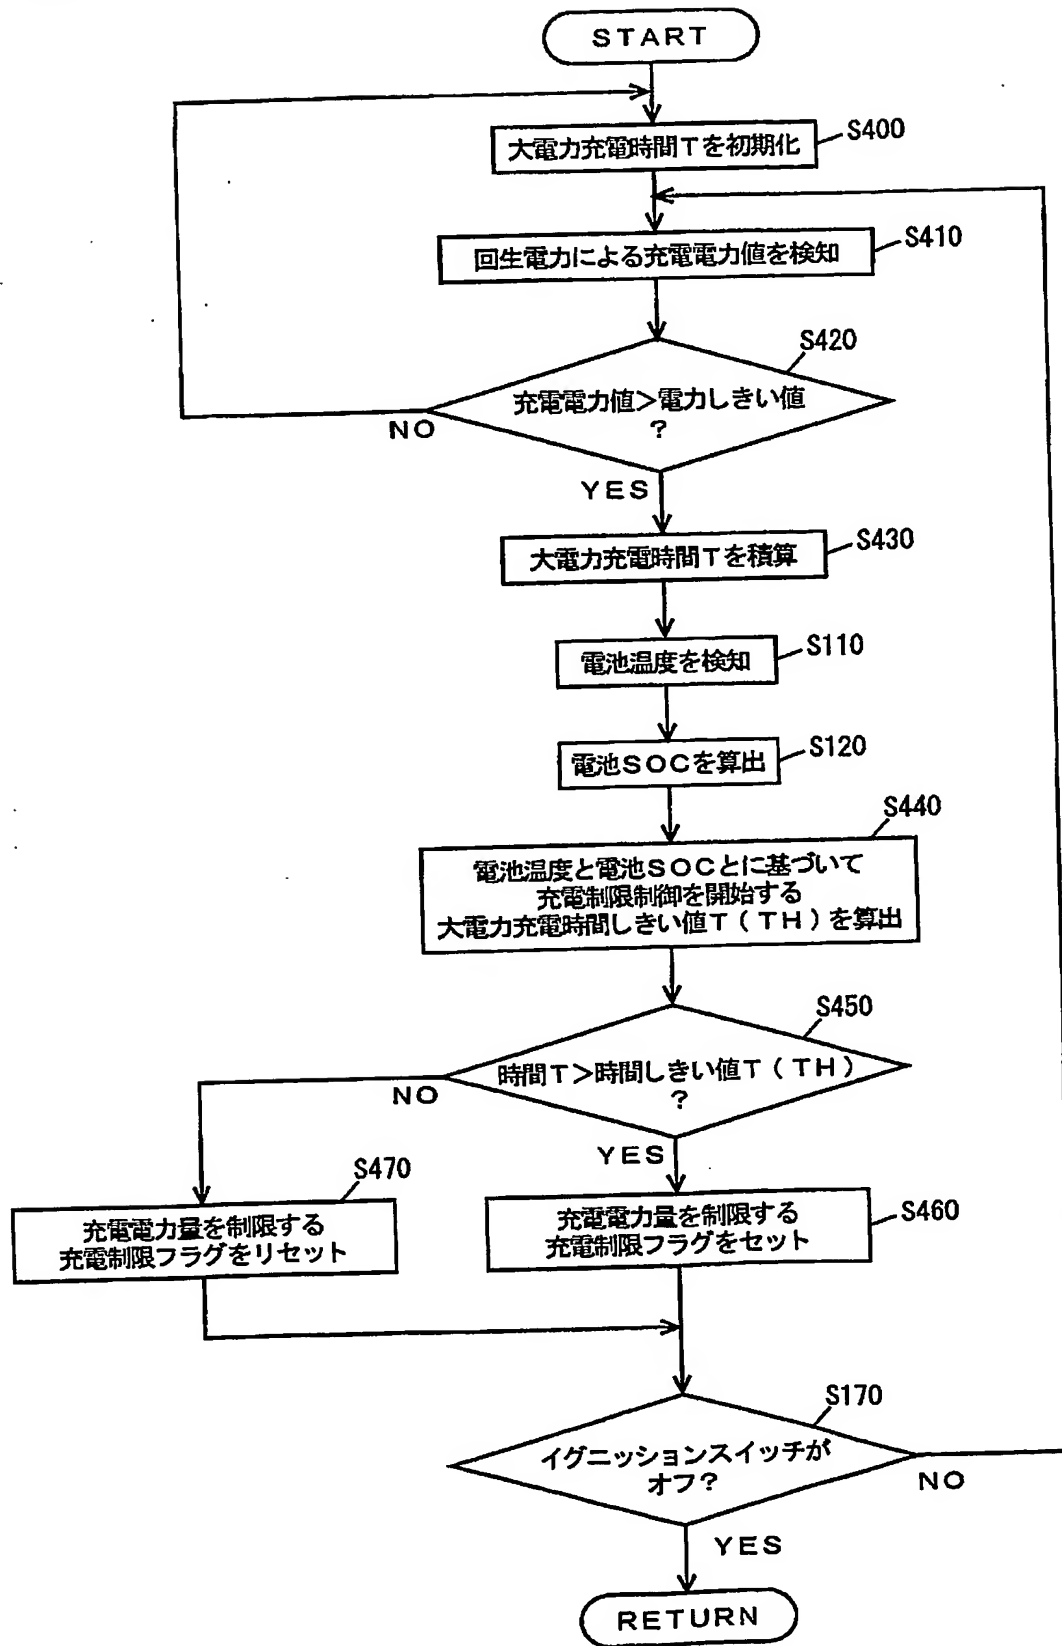 START
大電力充電時間Tを初期化
S400
回生電力による充電電力値を検知
S410
S420
充電電力値>電力しきい値
?
NO
YES
大電力充電時間Tを積算
S430
電池温度を検知
S110
電池SOCを算出
S120
S440
電池温度と電池SOCとに基づいて
充電制限制御を開始する
大電力充電時間しきい値T(TH)を算出
S450
時間T>時間しきい値T(TH)
?
NO
YES
S470
充電電力量を制限する
充電制限フラグをリセット
充電電力量を制限する
充電制限フラグをセット
S460
S170
イグニッションスイッチが
オフ?
NO
YES
RETURN